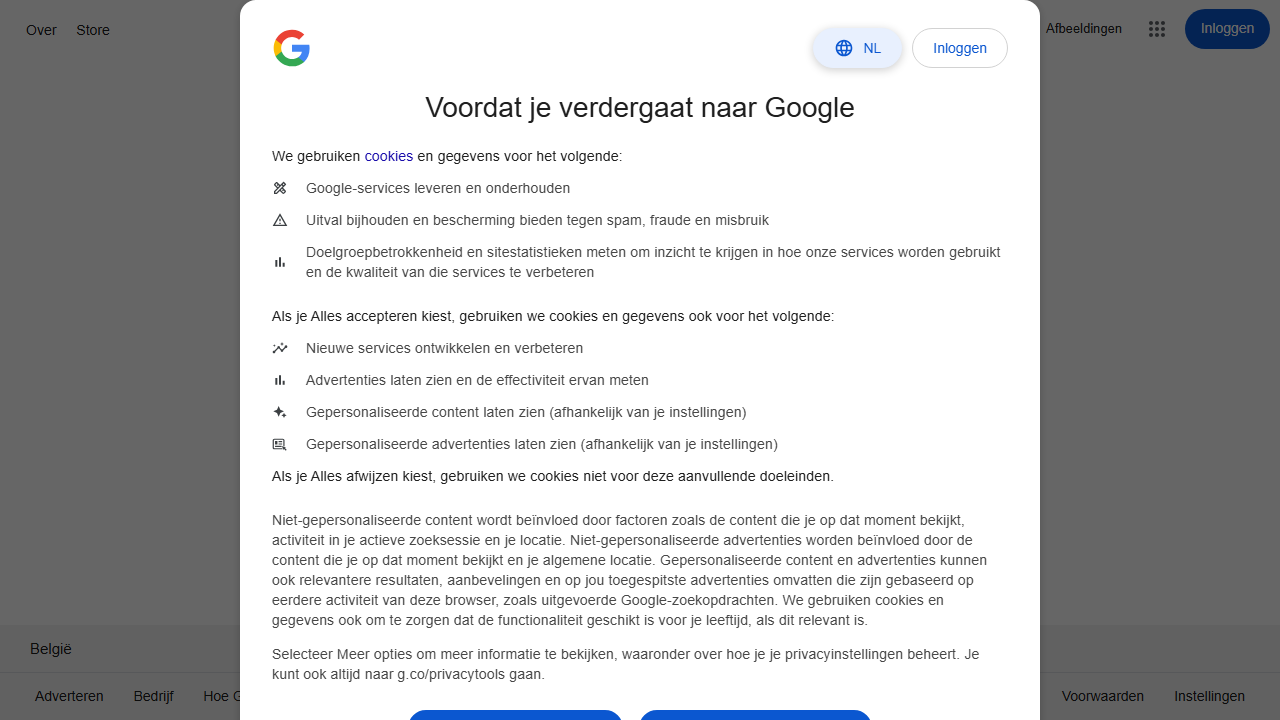 Over
Store
Afbeeldingen
Inloggen
NL
Inloggen
Voordat je verdergaat naar Google
We gebruiken cookies en gegevens voor het volgende:
Google-services leveren en onderhouden
Uitval bijhouden en bescherming bieden tegen spam, fraude en misbruik
Doelgroepbetrokkenheid en sitestatistieken meten om inzicht te krijgen in hoe onze services worden gebruikt
en de kwaliteit van die services te verbeteren
Als je Alles accepteren kiest, gebruiken we cookies en gegevens ook voor het volgende:
Nieuwe services ontwikkelen en verbeteren
Advertenties laten zien en de effectiviteit ervan meten
Gepersonaliseerde content laten zien (afhankelijk van je instellingen)
Gepersonaliseerde advertenties laten zien (afhankelijk van je instellingen)
Als je Alles afwijzen kiest, gebruiken we cookies niet voor deze aanvullende doeleinden.
Niet-gepersonaliseerde content wordt beïnvloed door factoren zoals de content die je op dat moment bekijkt,
activiteit in je actieve zoeksessie en je locatie. Niet-gepersonaliseerde advertenties worden beïnvloed door de
content die je op dat moment bekijkt en je algemene locatie. Gepersonaliseerde content en advertenties kunnen
ook relevantere resultaten, aanbevelingen en op jou toegespitste advertenties omvatten die zijn gebaseerd op
eerdere activiteit van deze browser, zoals uitgevoerde Google-zoekopdrachten. We gebruiken cookies en
gegevens ook om te zorgen dat de functionaliteit geschikt is voor je leeftijd, als dit relevant is.
Selecteer Meer opties om meer informatie te bekijken, waaronder over hoe je je privacyinstellingen beheert. Je
kunt ook altijd naar g.co/privacytools gaan.
België
Adverteren
Bedrijf
Hoe
Voorwaarden
Instellingen